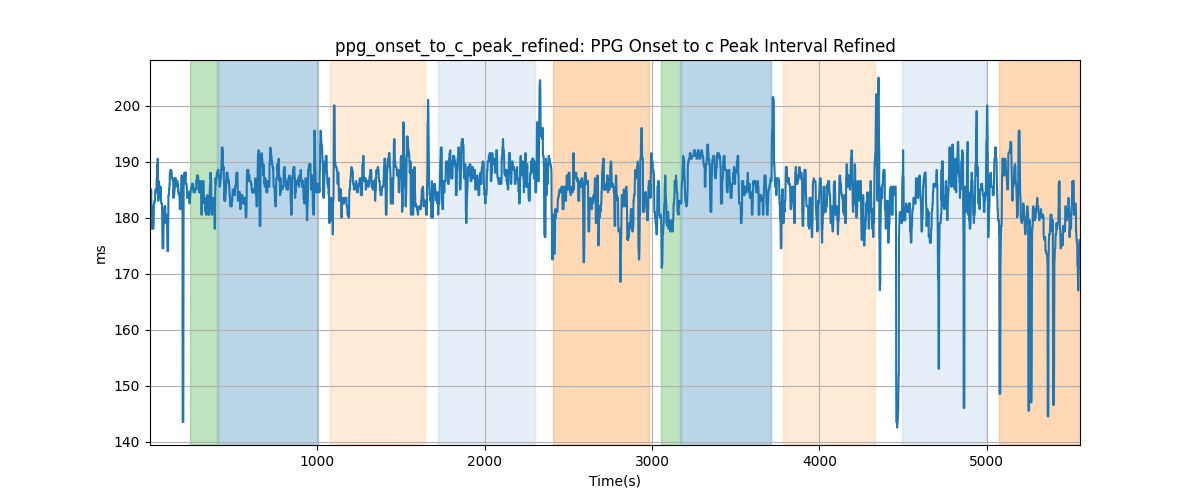 ppg_onset_to_c_peak_refined: PPG Onset to c Peak Interval Refined
200
190
180
170
160
150
140
ms
1000 2000 3000 4000 5000
Time(s)